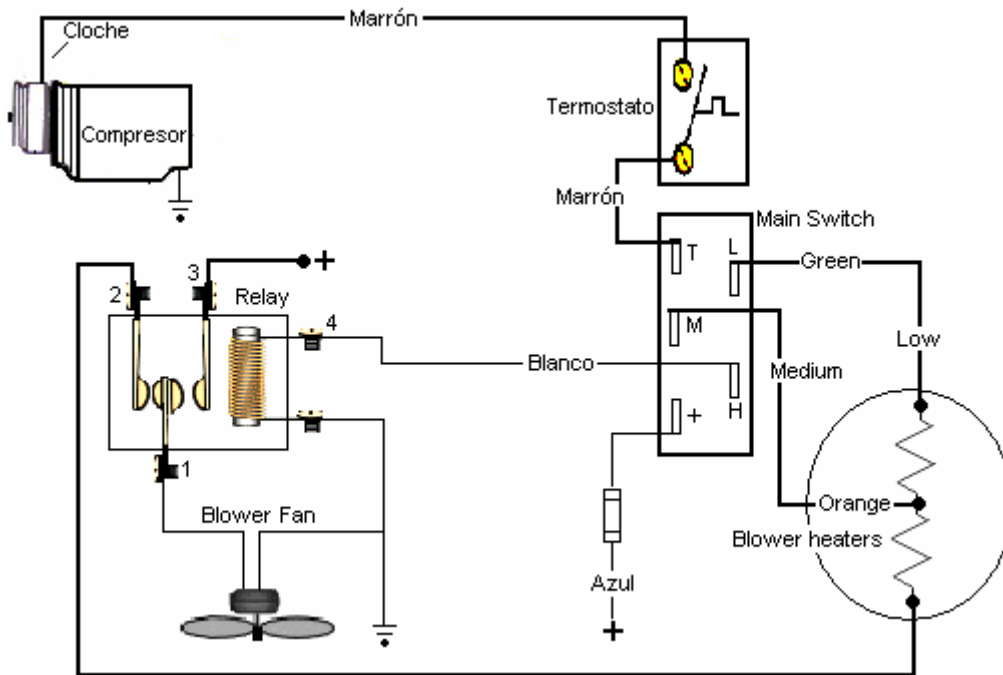 Marrón
Cloche
Compresor
Termostato
Marrón
Main Switch
T
L
Green
3
+
2
Relay
4
M
Low
Blanco
Medium
+
H
1
Orange
Blower Fan
Blower heaters
Azul
+